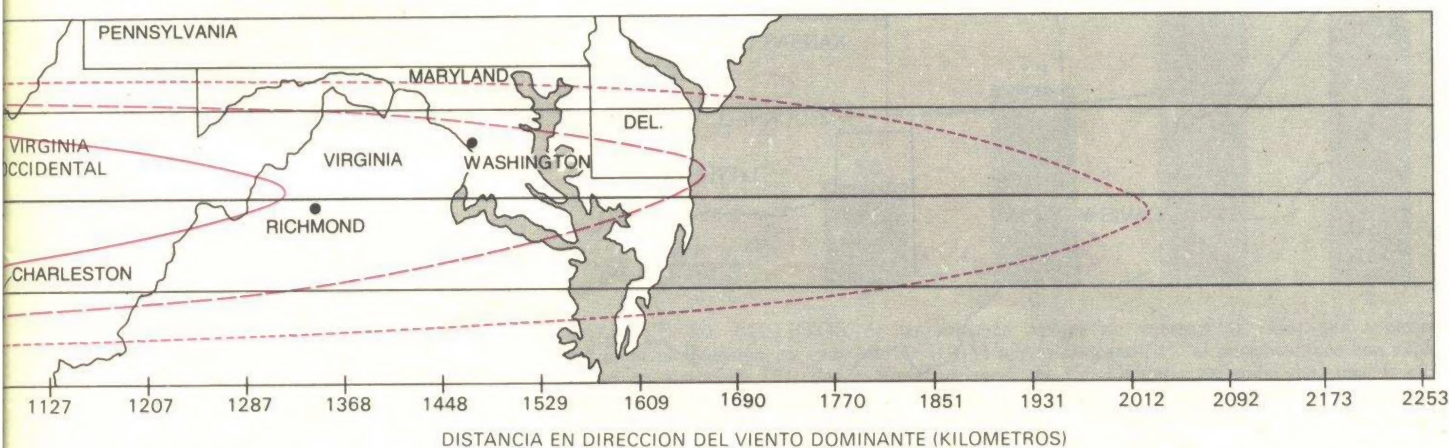 PENNSYLVANIA
MARYLAND
DEL.
VIRGINIA
OCCIDENTAL
VIRGINIA
WASHINGTON
RICHMOND
CHARLESTON
1127 1207 1287 1368 1448 1529 1609 1690 1770 1851 1931 2012 2092 2173 2253
DISTANCIA EN DIRECCION DEL VIENTO DOMINANTE (KILOMETROS)